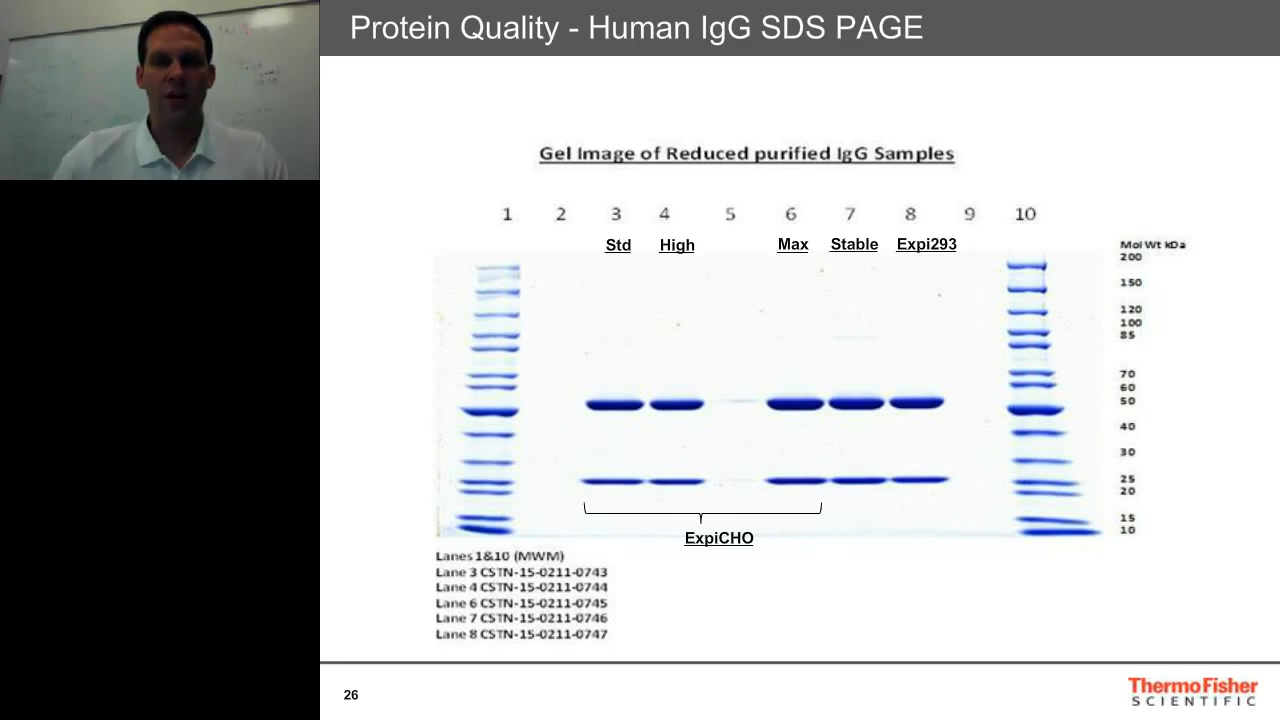 Protein Quality - Human IgG SDS PAGE
Gel Image of Reduced purified IgG Samples
1 2 3 4 5 6 7 8 9 10
Std High Max Stable Expi293
Mol Wt kDa
200
150
120
100
85
70
60
50
40
30
25
20
15
10
ExpiCHO
Lanes 1&10 (MWM)
Lane 3 CSTN-15-0211-0743
Lane 4 CSTN-15-0211-0744
Lane 6 CSTN-15-0211-0745
Lane 7 CSTN-15-0211-0746
Lane 8 CSTN-15-0211-0747
26
ThermoFisher
SCIENTIFIC